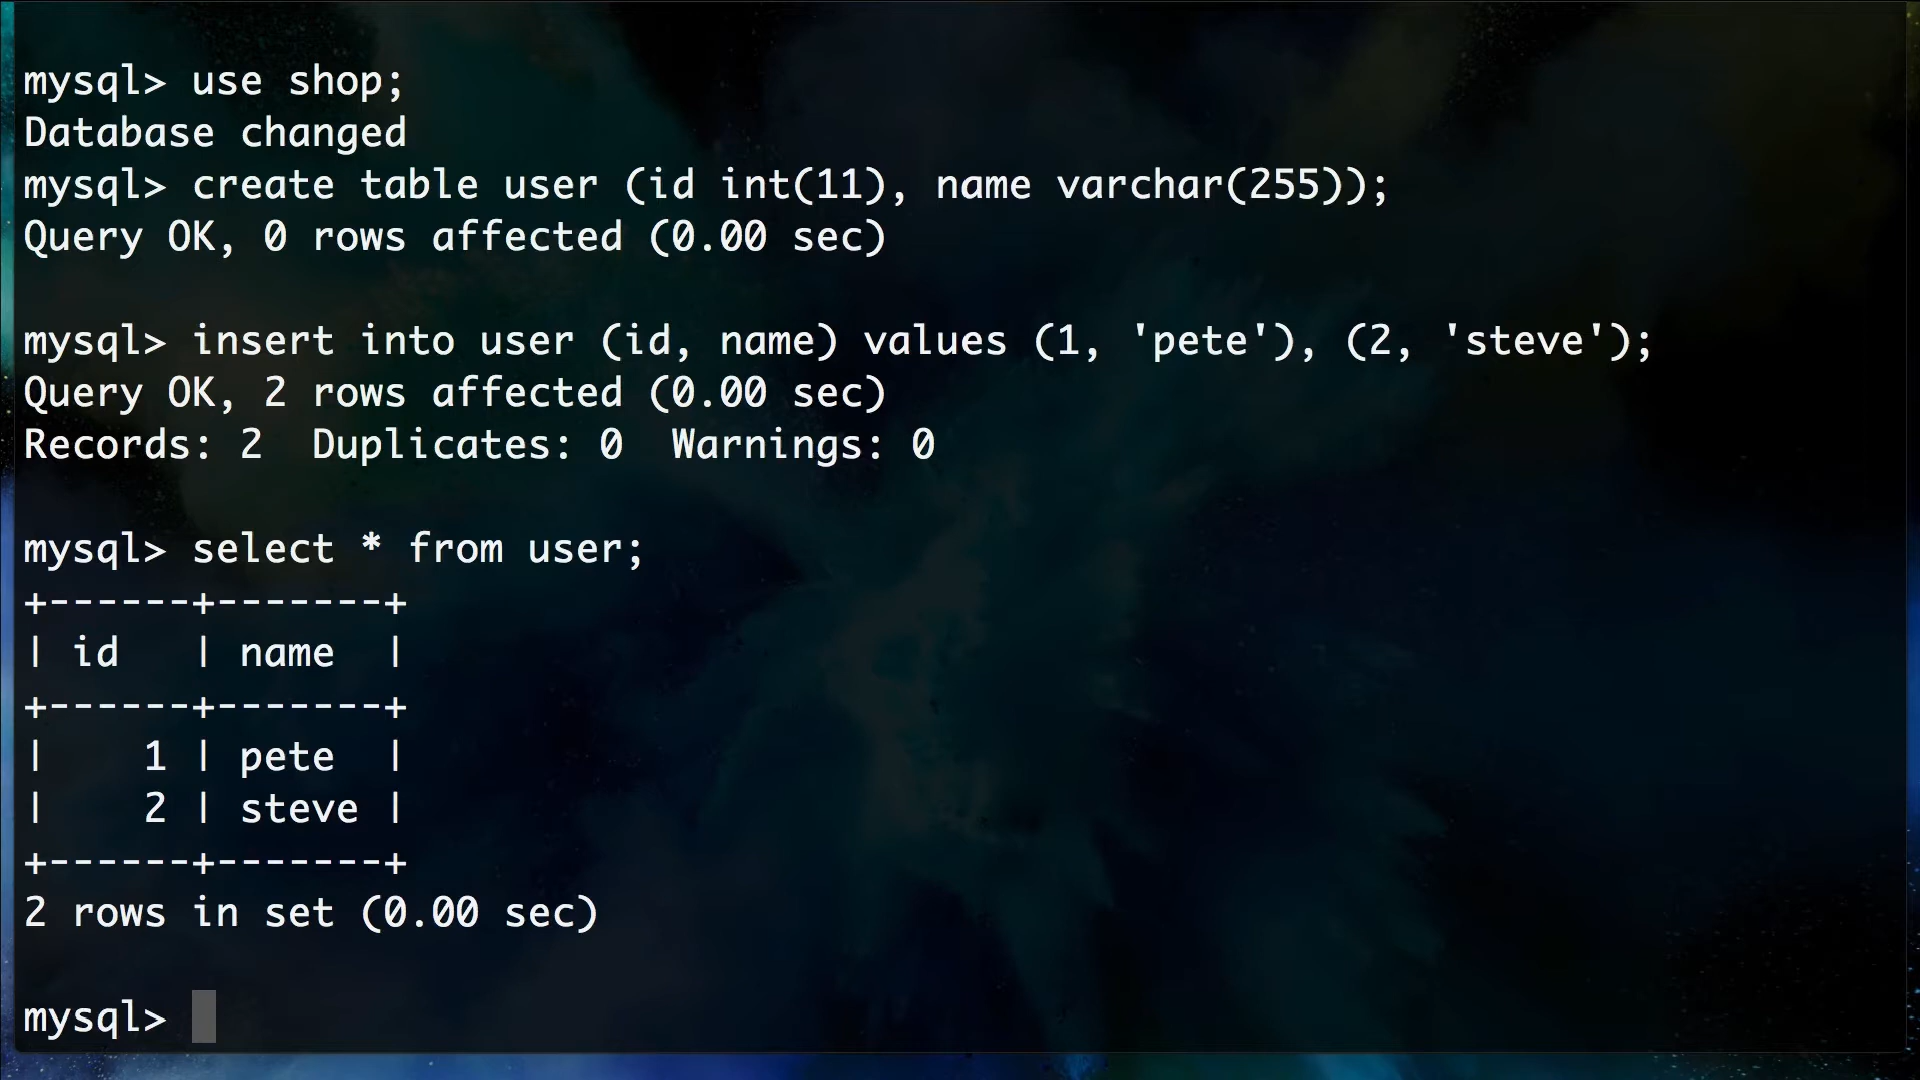 mysql> use shop;
Database changed
mysql> create table user (id int(11), name varchar(255));
Query OK, 0 rows affected (0.00 sec)
mysql> insert into user (id, name) values (1, 'pete'), (2, 'steve');
Query OK, 2 rows affected (0.00 sec)
Records: 2  Duplicates: 0  Warnings: 0
mysql> select * from user;
+------+-------+
| id   | name  |
+------+-------+
|    1 | pete  |
|    2 | steve |
+------+-------+
2 rows in set (0.00 sec)
mysql>